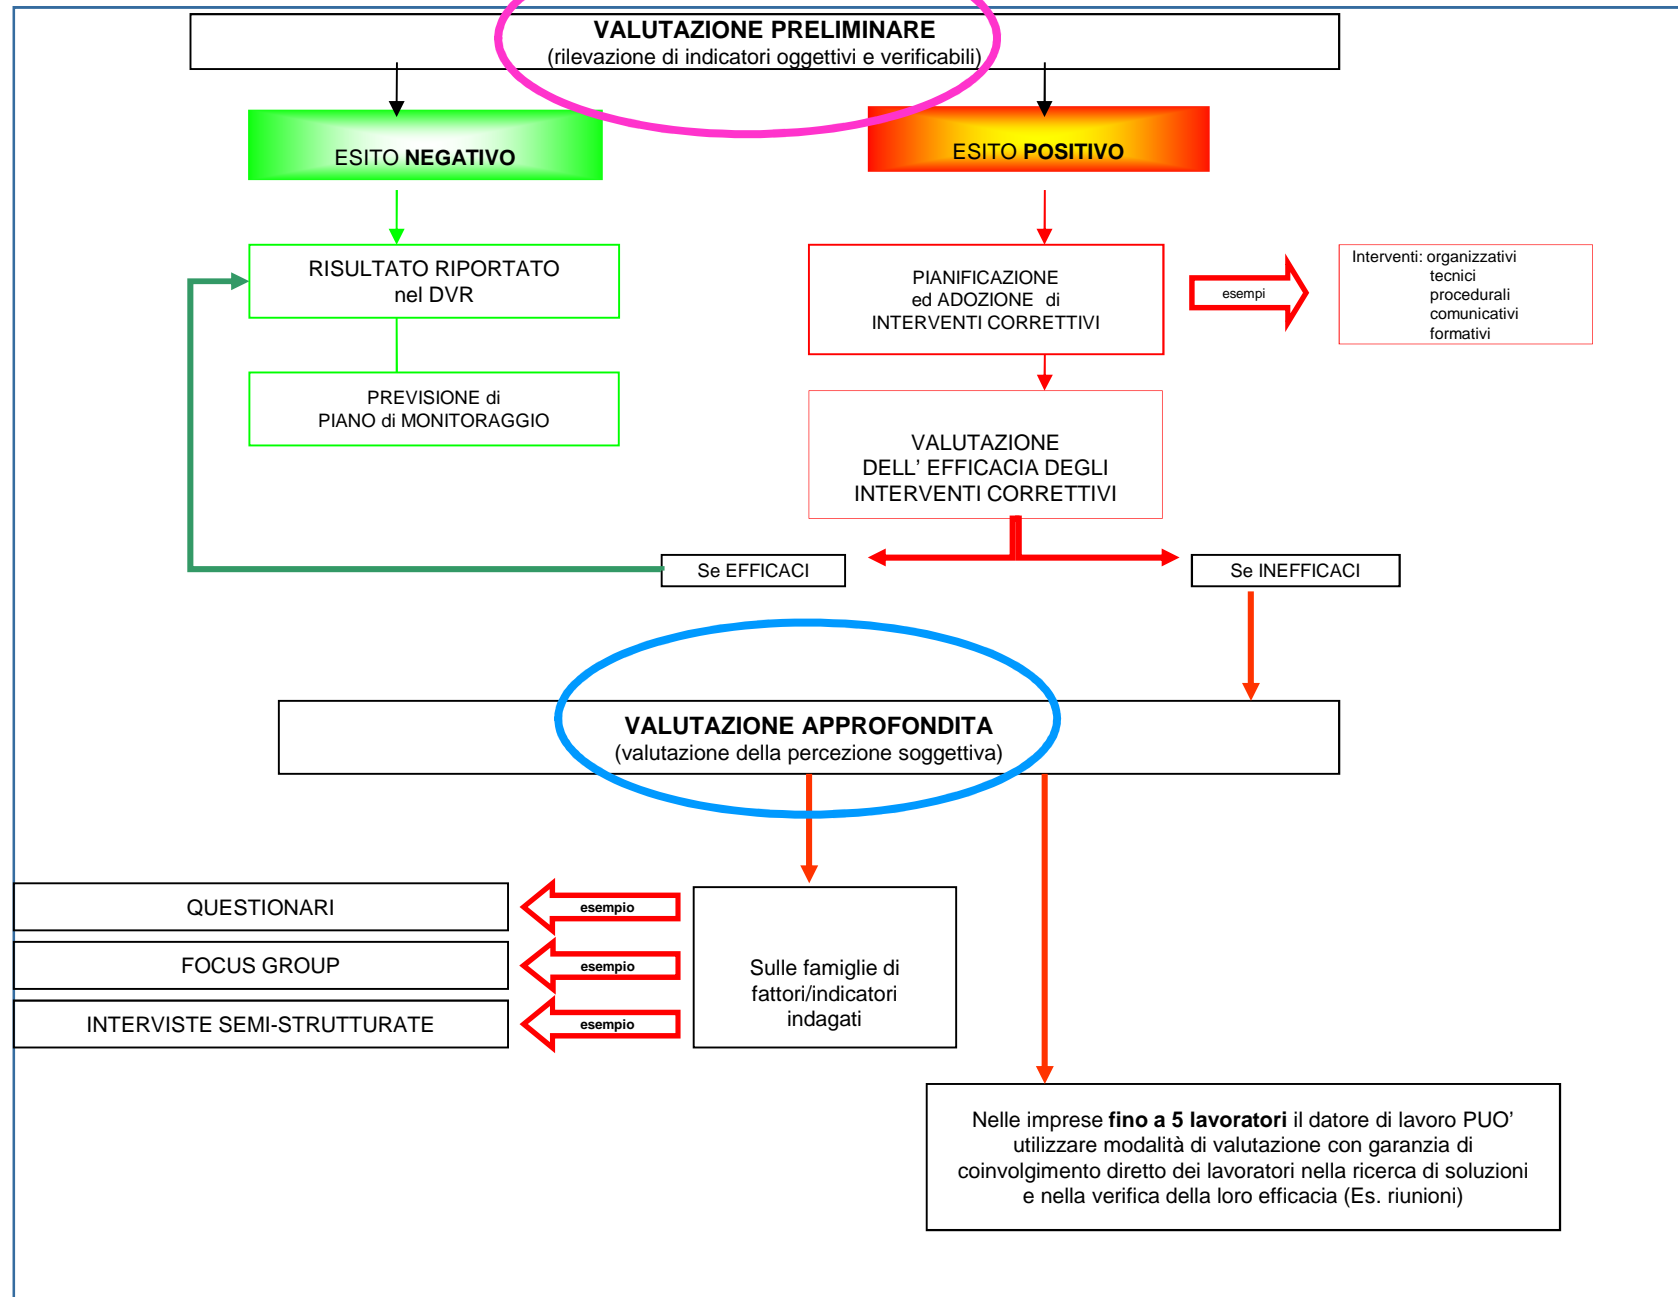 VALUTAZIONE PRELIMINARE
(rilevazione di indicatori oggettivi e verificabili)
ESITO NEGATIVO
ESITO POSITIVO
RISULTATO RIPORTATO
nel DVR
PIANIFICAZIONE
ed ADOZIONE di
INTERVENTI CORRETTIVI
esempi
Interventi: organizzativi
tecnici
procedurali
comunicativi
formativi
PREVISIONE di
PIANO di MONITORAGGIO
VALUTAZIONE
DELL’ EFFICACIA DEGLI
INTERVENTI CORRETTIVI
Se EFFICACI
Se INEFFICACI
VALUTAZIONE APPROFONDITA
(valutazione della percezione soggettiva)
QUESTIONARI
esempio
FOCUS GROUP
esempio
INTERVISTE SEMI-STRUTTURATE
esempio
Sulle famiglie di
fattori/indicatori
indagati
Nelle imprese fino a 5 lavoratori il datore di lavoro PUO’
utilizzare modalità di valutazione con garanzia di
coinvolgimento diretto dei lavoratori nella ricerca di soluzioni
e nella verifica della loro efficacia (Es. riunioni)